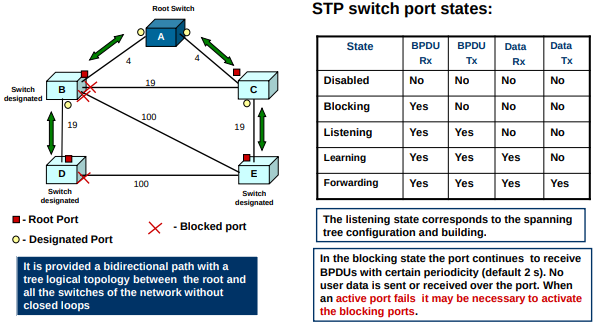 Root Switch
A
4
4
B
Switch
designated
19
C
100
19
19
D
100
E
Switch
designated
Switch
designated
- Root Port
- Designated Port
- Blocked port
It is provided a bidirectional path with a
tree logical topology between the root and
all the switches of the network without
closed loops
STP switch port states:
State BPDU Rx BPDU Tx Data Rx Data Tx
Disabled No No No No
Blocking Yes No No No
Listening Yes Yes No No
Learning Yes Yes Yes No
Forwarding Yes Yes Yes Yes
The listening state corresponds to the spanning
tree configuration and building.
In the blocking state the port continues to receive
BPDUs with certain periodicity (default 2 s). No
user data is sent or received over the port. When
an active port fails it may be necessary to activate
the blocking ports.